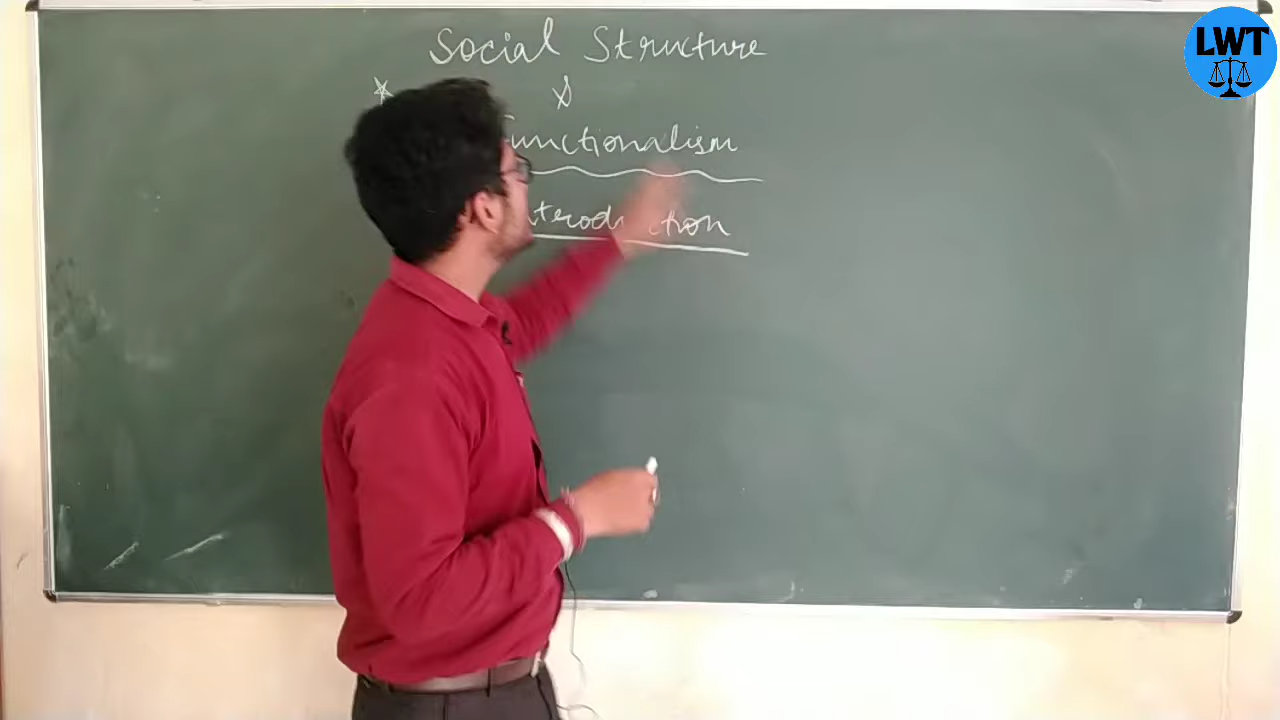 Social Structure
Functionalism
Introduction
LWT